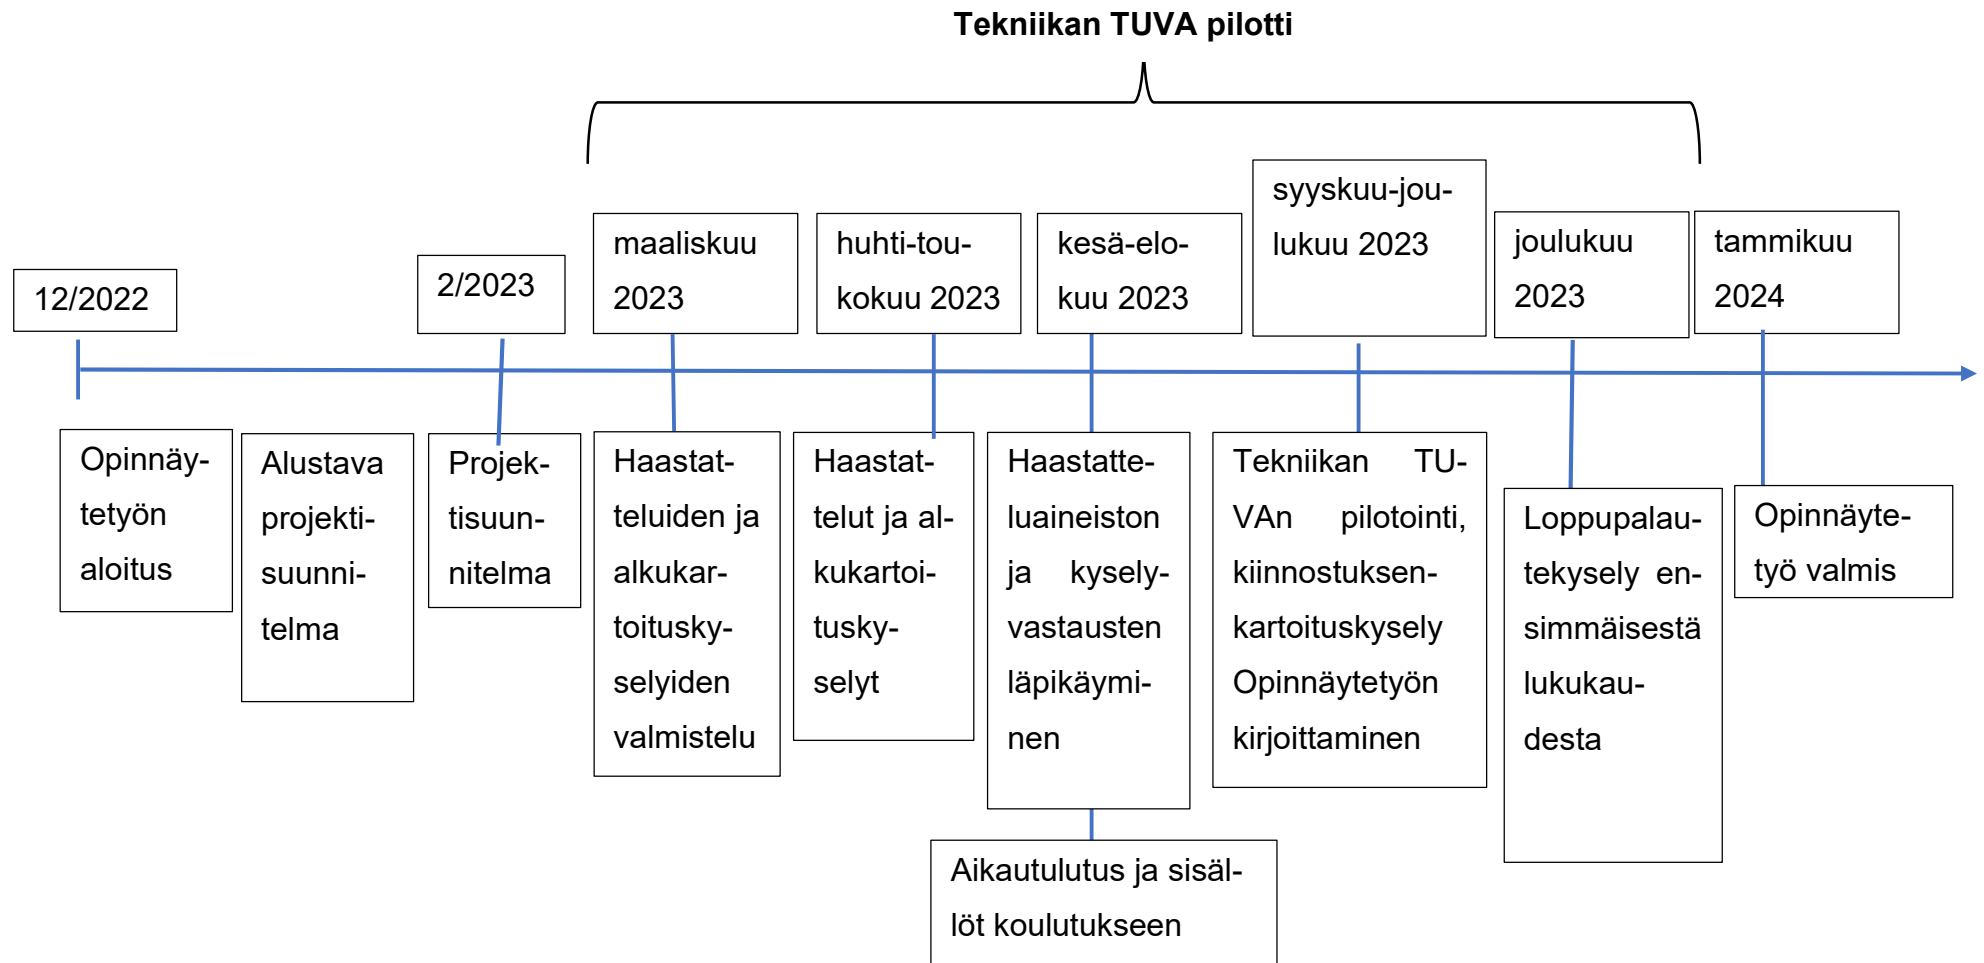 Tekniikan TUVA pilotti
12/2022
2/2023
maaliskuu
2023
huhti-tou-
kokuu 2023
kesä-elo-
kuu 2023
syyskuu-jou-
lukuu 2023
joulukuu
2023
tammikuu
2024
Opinnäy-
tetyön
aloitus
Alustava
projekti-
suunni-
telma
Projek-
tisuun-
nitelma
Haastat-
teluiden ja
alkukar-
toitusky-
selyiden
valmistelu
Haastat-
telut ja al-
kukartoi-
tusky-
selyt
Haastatte-
luaineiston
ja kysely-
vastausten
läpikäymi-
nen
Tekniikan TU-
VAn pilotointi,
kiinnostuksen-
kartoituskysely
Opinnäytetyön
kirjoittaminen
Loppupalau-
tekysely en-
simmäisestä
lukukau-
desta
Opinnäyte-
työ valmis
Aikautulutus ja sisäl-
löt koulutukseen